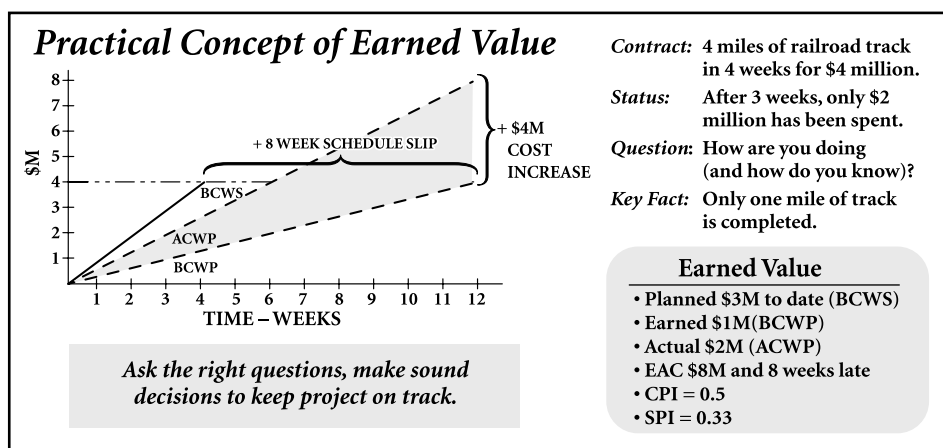 Practical Concept of Earned Value
$M
8
7
6
5
4
3
2
1
+ 8 WEEK SCHEDULE SLIP
+ $4M
COST
INCREASE
BCWS
ACWP
BCWP
1 2 3 4 5 6 7 8 9 10 11 12
TIME – WEEKS
Ask the right questions, make sound
decisions to keep project on track.
Contract: 4 miles of railroad track
in 4 weeks for $4 million.
Status: After 3 weeks, only $2
million has been spent.
Question: How are you doing
(and how do you know)?
Key Fact: Only one mile of track
is completed.
Earned Value
• Planned $3M to date (BCWS)
• Earned $1M(BCWP)
• Actual $2M (ACWP)
• EAC $8M and 8 weeks late
• CPI = 0.5
• SPI = 0.33